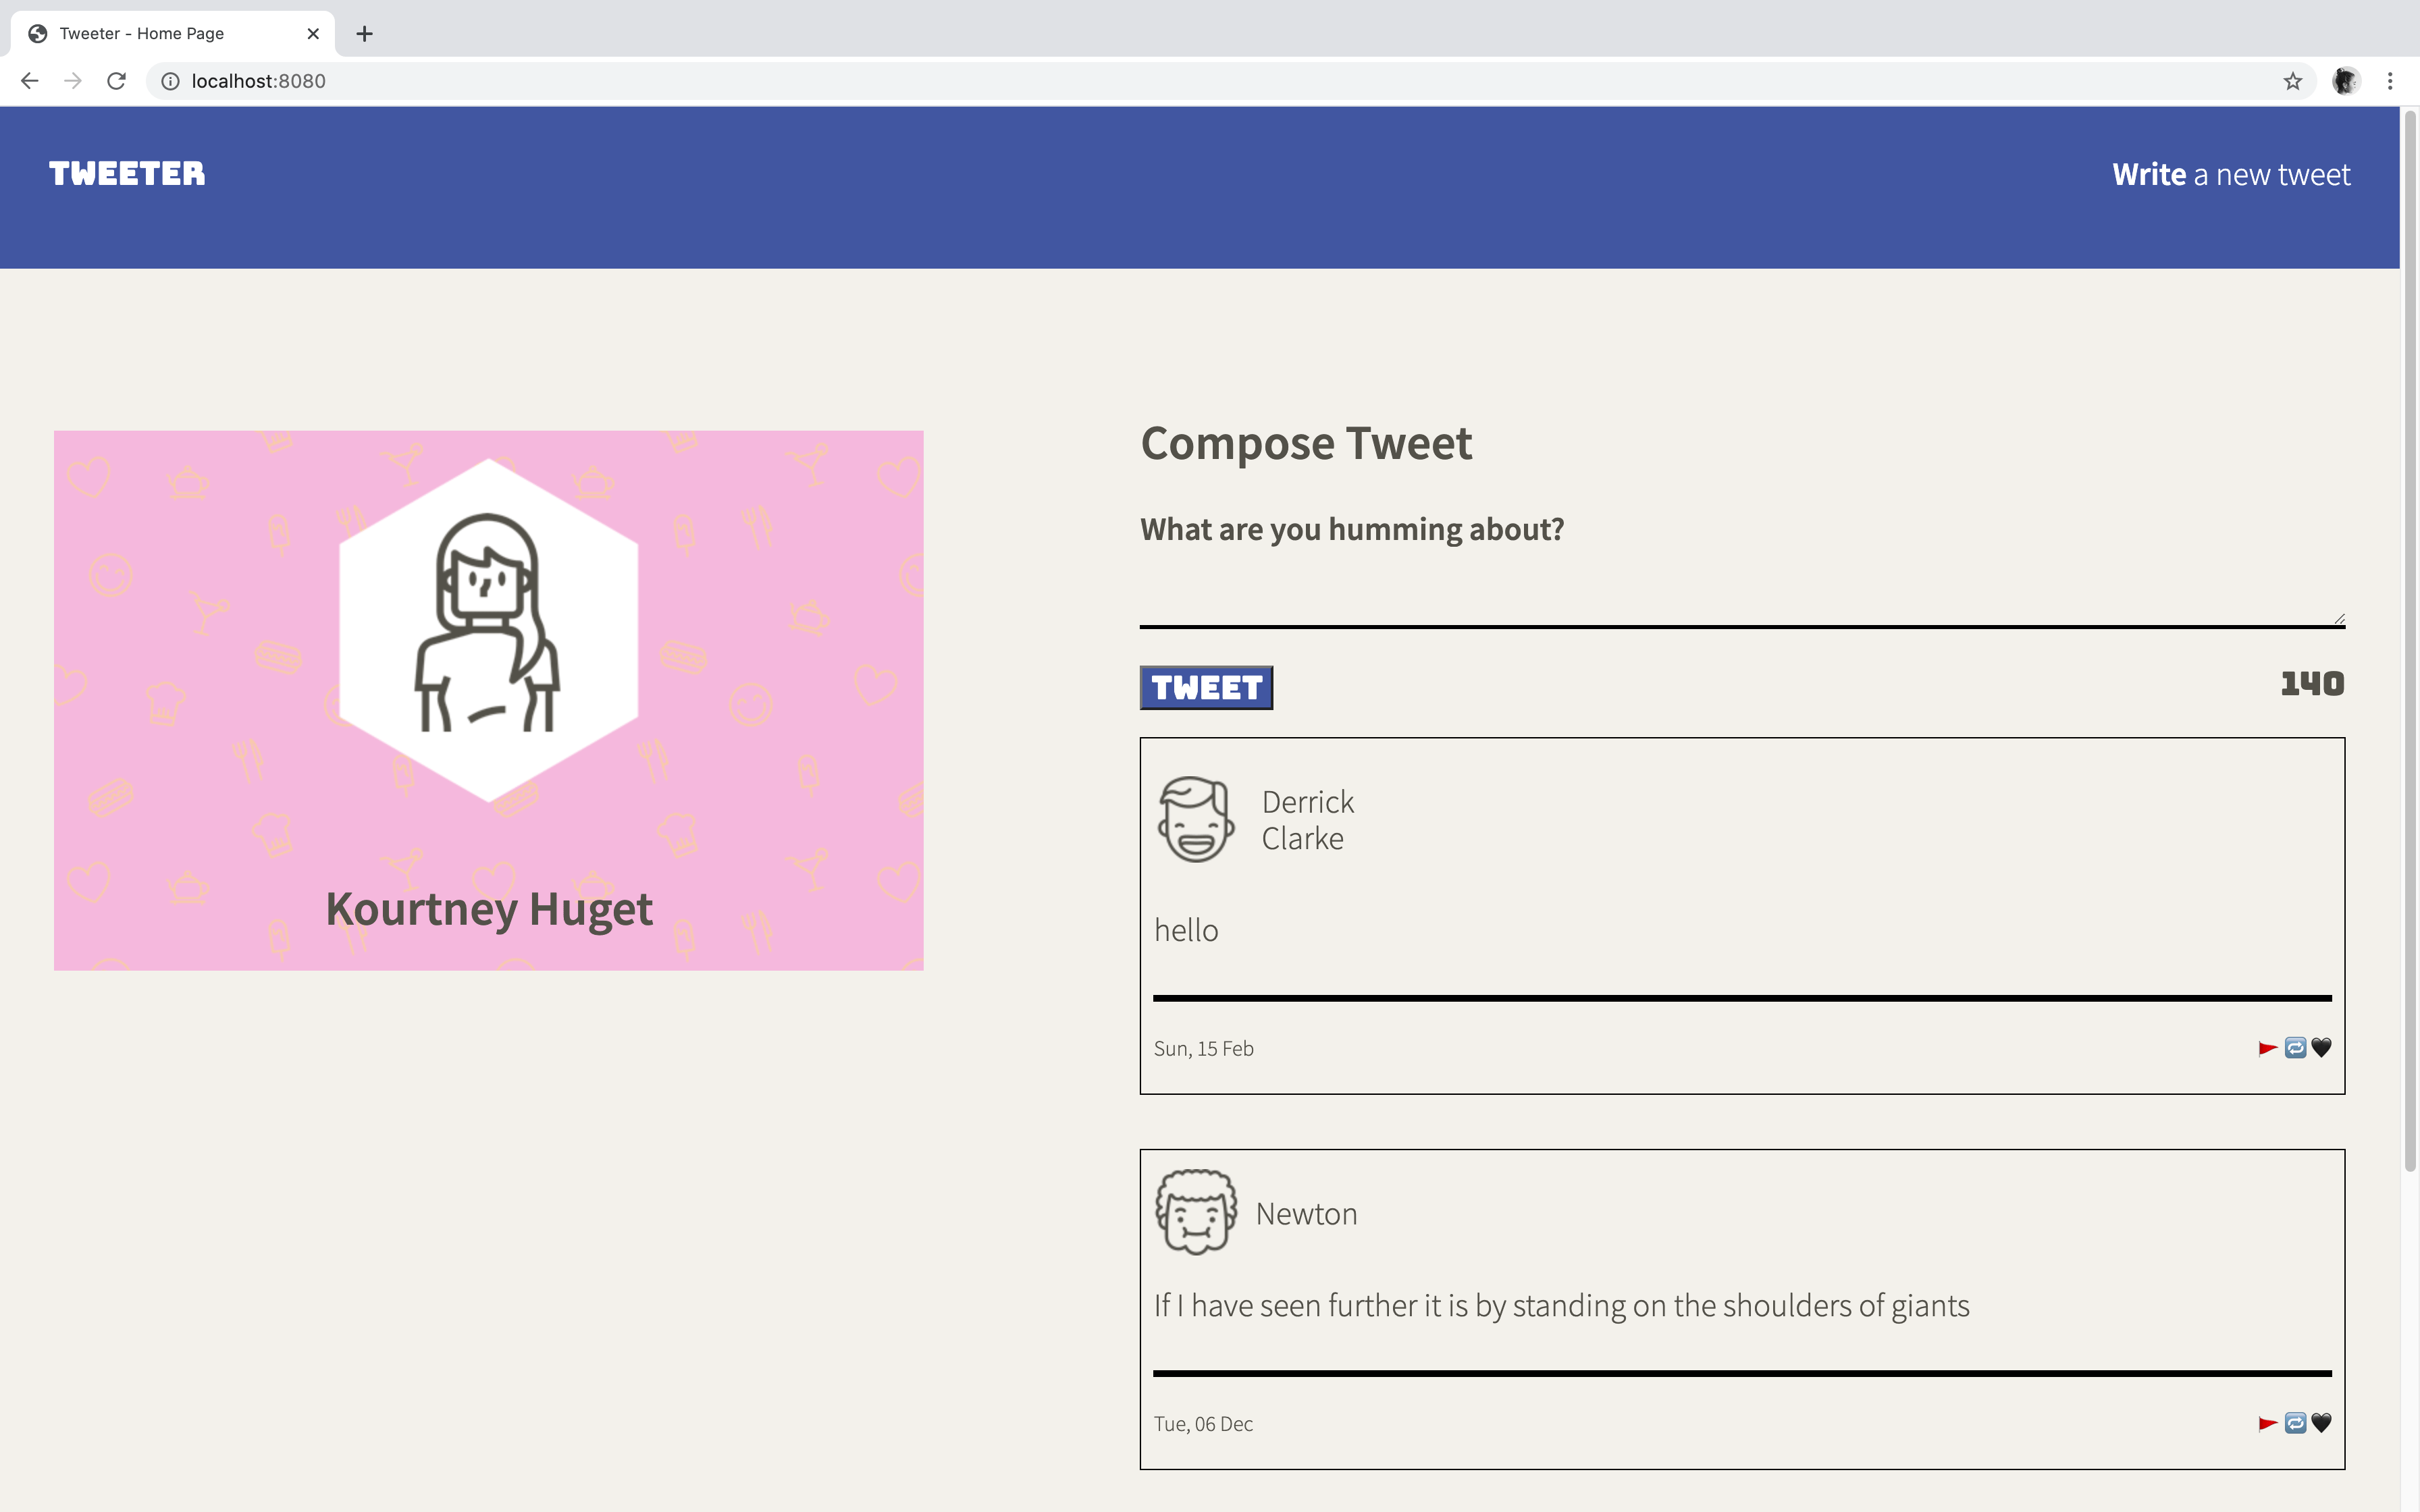 Tweeter - Home Page
localhost:8080
TWEETER
Write a new tweet
Kourtney Huget
Compose Tweet
What are you humming about?
TWEET
140
Derrick
Clarke
hello
Sun, 15 Feb
Newton
If I have seen further it is by standing on the shoulders of giants
Tue, 06 Dec